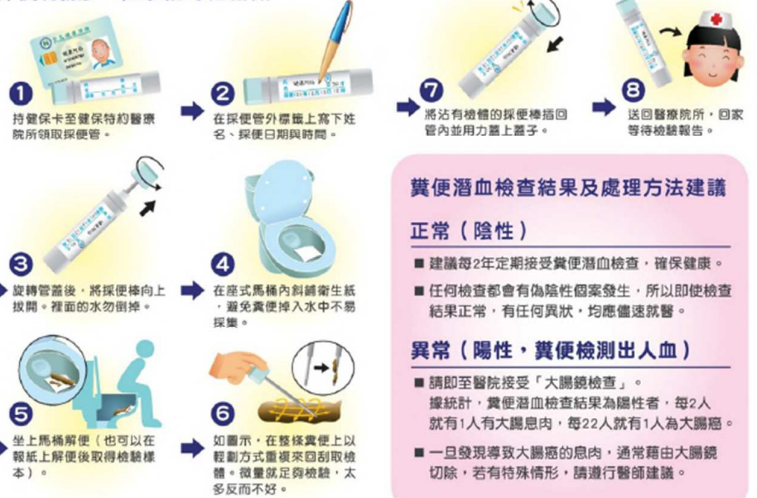 1
持健保卡至健保特約醫療
院所領取採便管。
2
在採便管外標籤上寫下姓
名、採便日期與時間。
3
旋轉管蓋後，將採便棒向上
拔開。裡面的水勿倒掉。
4
在座式馬桶內斜鋪衛生紙
，避免糞便掉入水中不易
採集。
5
坐上馬桶解便（也可以在
報紙上解便後取得檢驗樣
本）。
6
如圖示，在整條糞便上以
輕劃方式重複來回刮取檢
體。微量就足夠檢驗，太
多反而不好。
7
將沾有檢體的採便棒插回
管內並用力蓋上蓋子。
8
送回醫療院所，回家
等待檢驗報告。
糞便潛血檢查結果及處理方法建議
正常（陰性）
■ 建議每2年定期接受糞便潛血檢查，確保健康。
■ 任何檢查都會有偽陰性個案發生，所以即使檢查
結果正常，有任何異狀，均應儘速就醫。
異常（陽性，糞便檢測出人血）
■ 請即至醫院接受「大腸鏡檢查」。
據統計，糞便潛血檢查結果為陽性者，每2人
就有1人有大腸息肉，每22人就有1人為大腸癌。
■ 一旦發現導致大腸癌的息肉，通常藉由大腸鏡
切除，若有特殊情形，請遵行醫師建議。